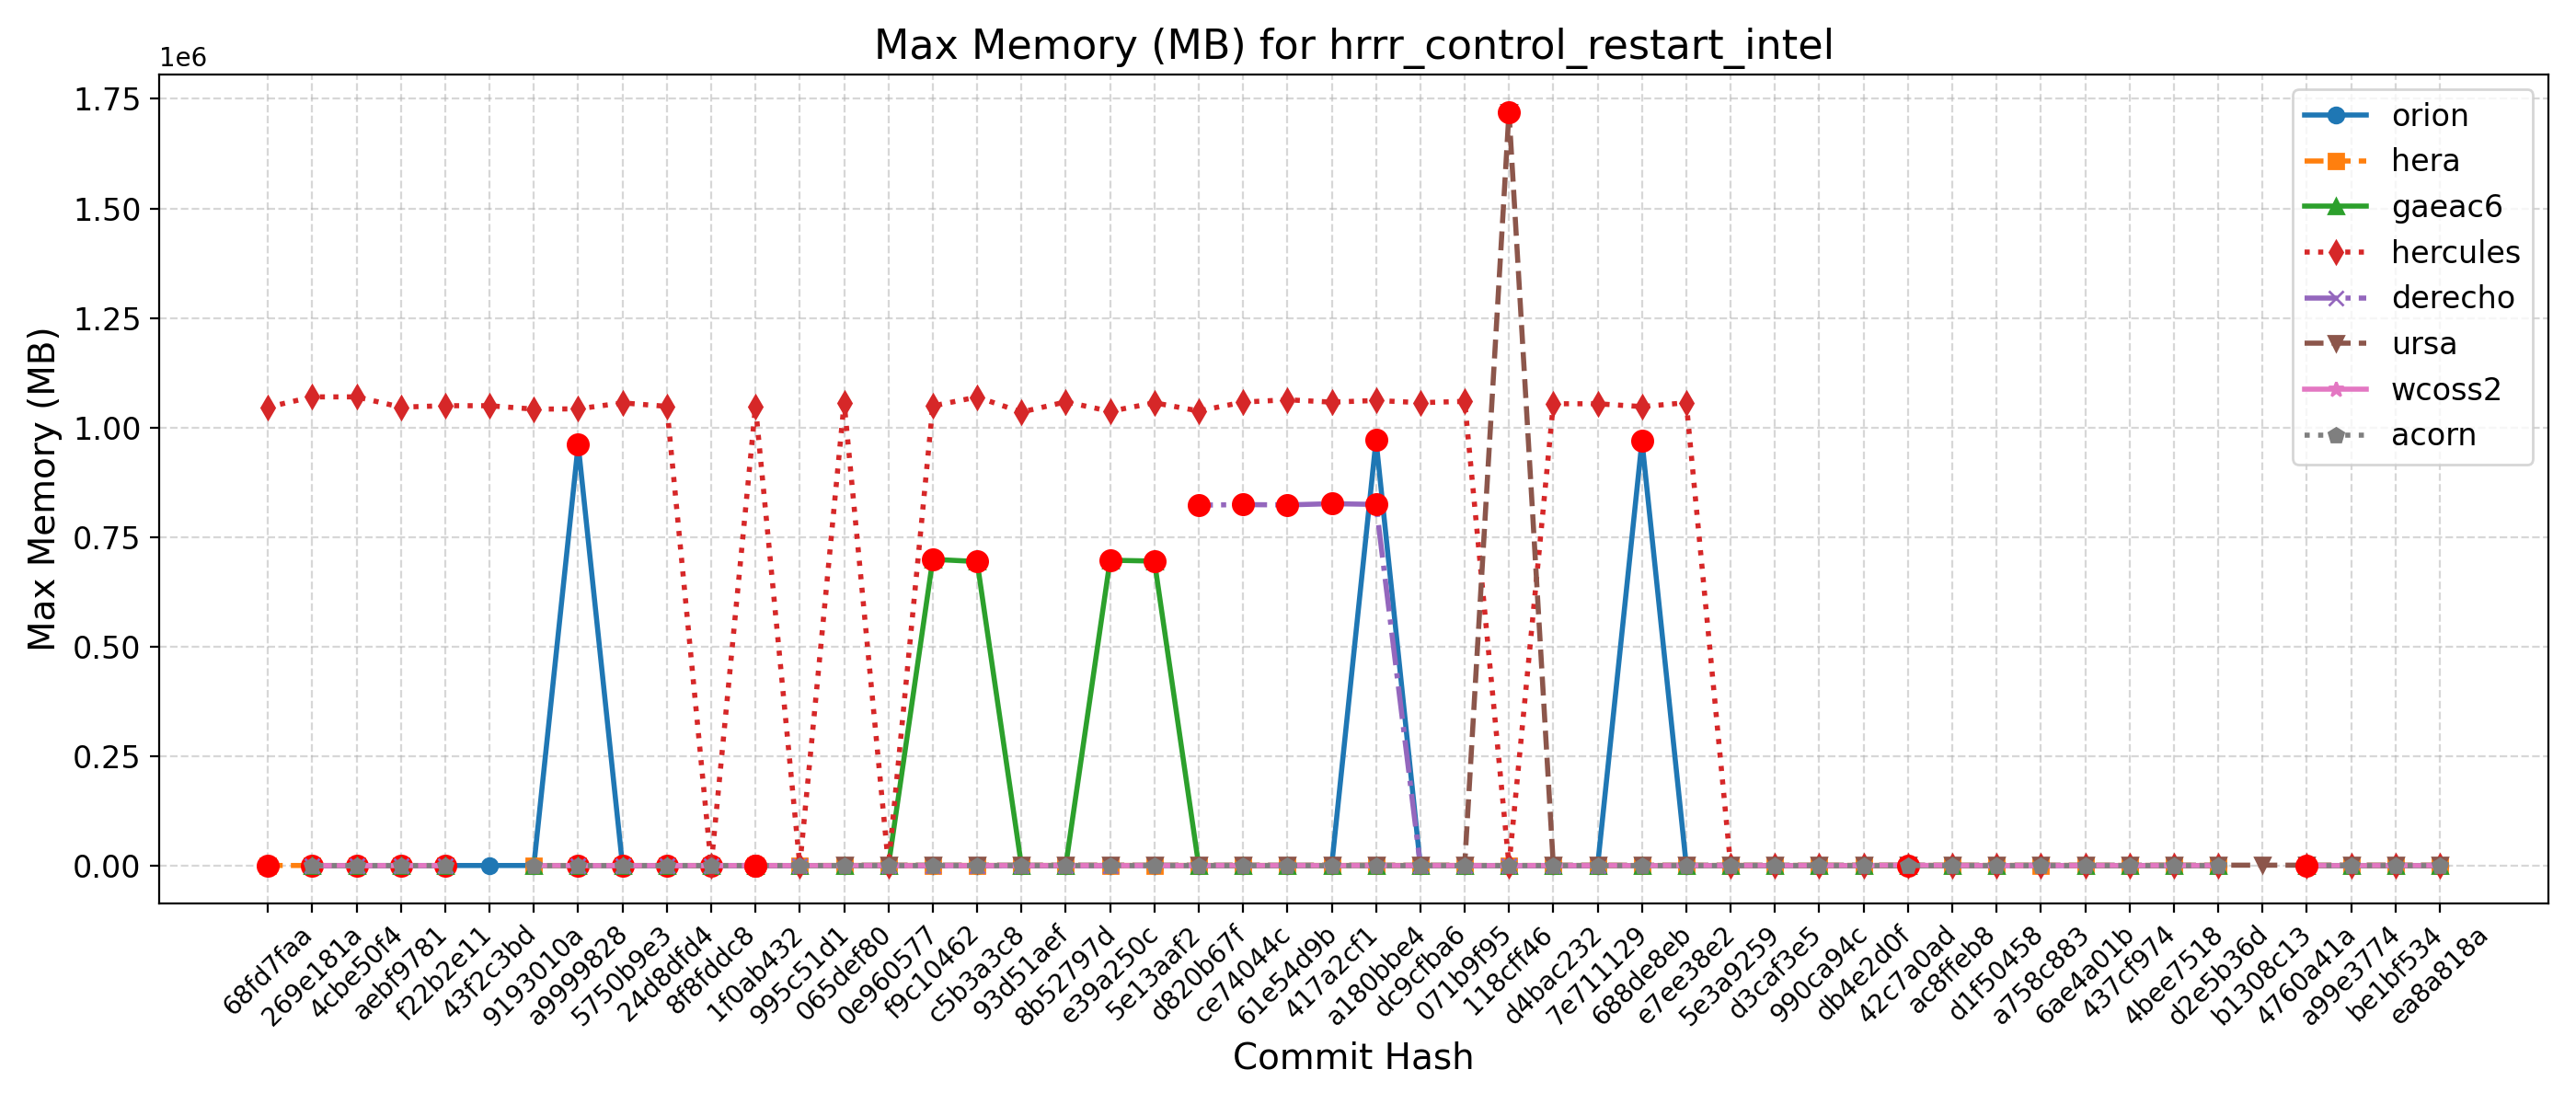 Max Memory (MB) for hrrr_control_restart_intel
1e6
1.75
1.50
1.25
1.00
0.75
0.50
0.25
0.00
Max Memory (MB)
orion
hera
gaeac6
hercules
derecho
ursa
wcoss2
acorn
68fd7faa
269e181a
4cbe50f4
aebf9781
f22b2e11
43f2c3bd
9193010a
a9999828
5750b9e3
24d8dfd4
8f8fddc8
1f0ab432
995c51d1
065def80
0e960577
f9c10462
c5b3a3c8
93d51aef
8b52797d
e39a250c
5e13aaf2
d820b67f
ce74044c
61e54d9b
417a2cf1
a180bbe4
dc9cfba6
071b9f95
118cff46
d4bac232
7e711129
688de8eb
e7ee38e2
5e3a9259
d3caf3e5
990ca94c
db4e2d0f
42c7a0ad
ac8ffeb8
d1f50458
a758c883
6ae4a01b
437cf974
4bee7518
d2e5b36d
b1308c13
4760a41a
a99e3774
be1bf534
ea8a818a
Commit Hash